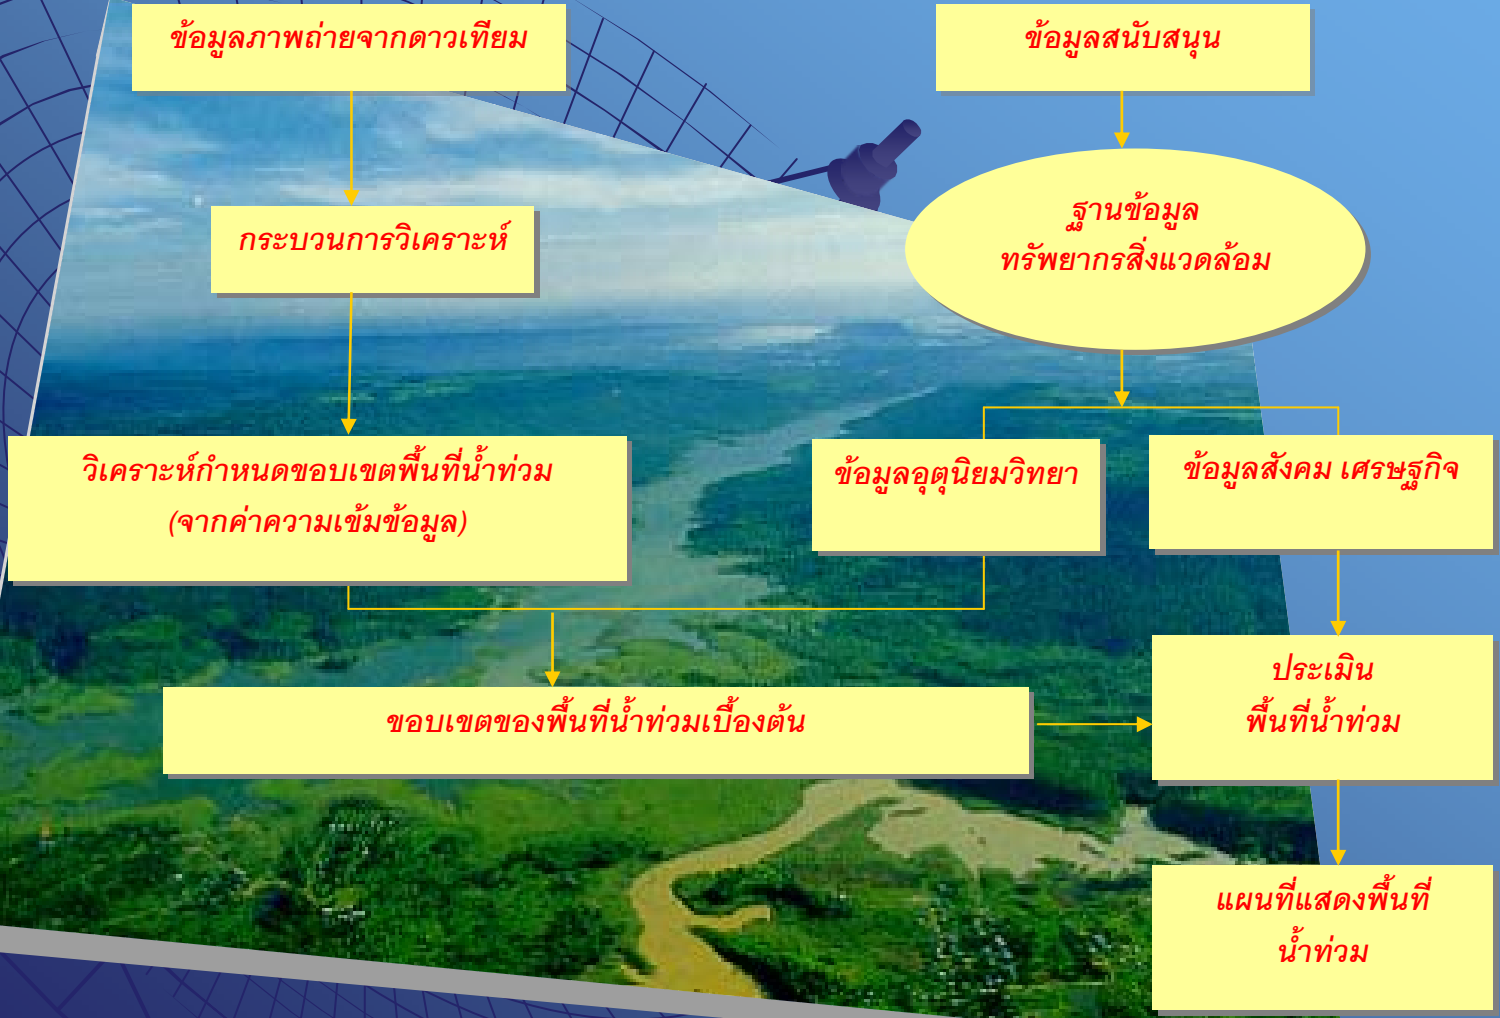 ข้อมูลภาพถ่ายจากดาวเทียม
ข้อมูลสนับสนุน
กระบวนการวิเคราะห์
ฐานข้อมูล
ทรัพยากรสิ่งแวดล้อม
วิเคราะห์กำหนดขอบเขตพื้นที่น้ำท่วม
(จากค่าความเข้มข้อมูล)
ข้อมูลอุตุนิยมวิทยา
ข้อมูลสังคม เศรษฐกิจ
ขอบเขตของพื้นที่น้ำท่วมเบื้องต้น
ประเมิน
พื้นที่น้ำท่วม
แผนที่แสดงพื้นที่
น้ำท่วม